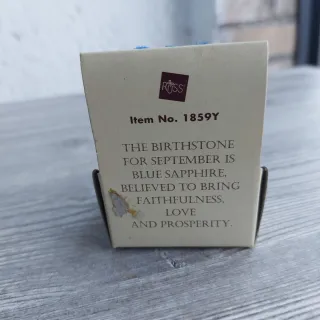 RUSS
Item No. 1859Y
THE BIRTHSTONE
FOR SEPTEMBER IS
BLUE SAPPHIRE,
BELIEVED TO BRING
FAITHFULNESS,
LOVE
AND PROSPERITY.